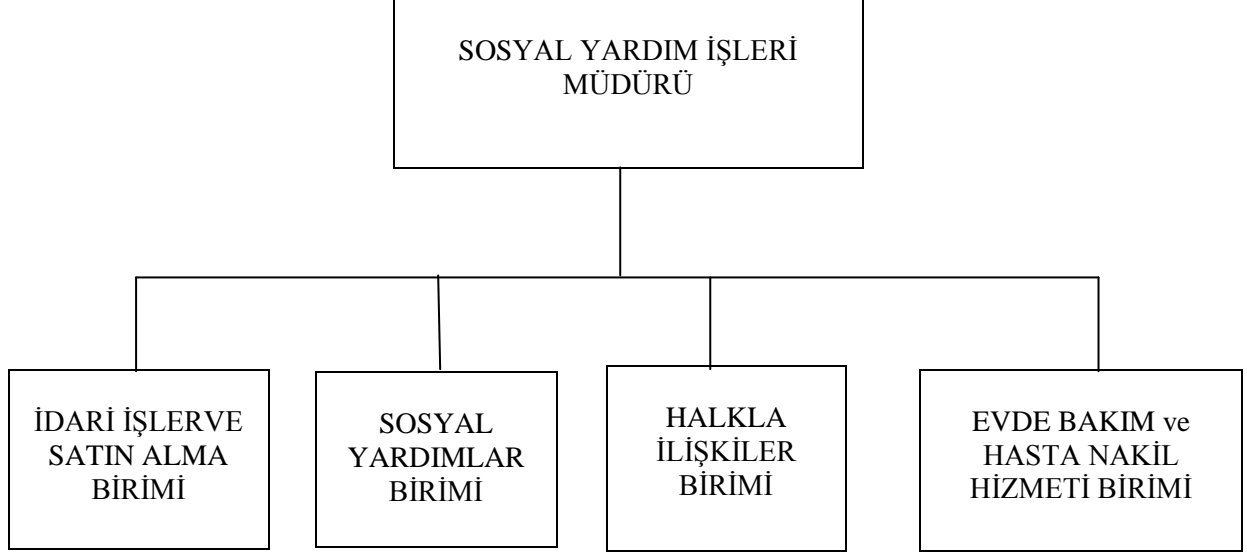 SOSYAL YARDIM İŞLERİ
MÜDÜRÜ
İDARİ İŞLERVE
SATIN ALMA
BİRİMİ
SOSYAL
YARDIMLAR
BİRİMİ
HALKLA
İLİŞKİLER
BİRİMİ
EVDE BAKIM ve
HASTA NAKİL
HİZMETİ BİRİMİ